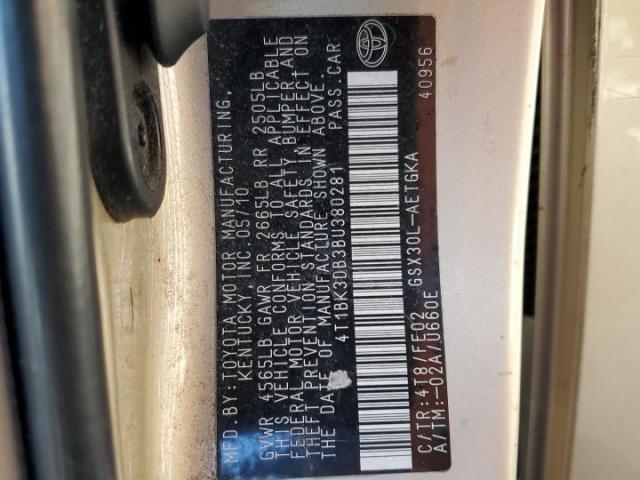 MFD. BY: TOYOTA MOTOR MANUFACTURING,
KENTUCKY INC 05/10
GVWR 4565LB GAWR FR 2665LB RR 2505LB
THIS VEHICLE CONFORMS TO ALL APPLICABLE
FEDERAL MOTOR VEHICLE SAFETY, BUMPER, AND
THEFT PREVENTION STANDARDS IN EFFECT ON
THE DATE OF MANUFACTURE SHOWN ABOVE.
4T1BK3DB3BU380281 PASS.CAR
GSX30L-AETGKA
C/TR:4T8/FE02
A/TM:-02A/U660E
40956